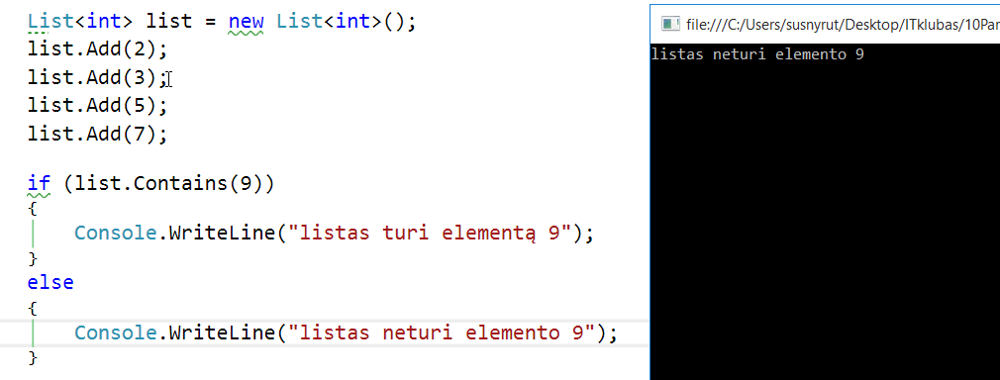 List<int> list = new List<int>();
list.Add(2);
list.Add(3);
list.Add(5);
list.Add(7);
if (list.Contains(9))
{
Console.WriteLine("listas turi elementą 9");
}
else
{
Console.WriteLine("listas neturi elemento 9");
}
file:///C:/Users/susnyrut/Desktop/ITklubas/10Par
listas neturi elemento 9